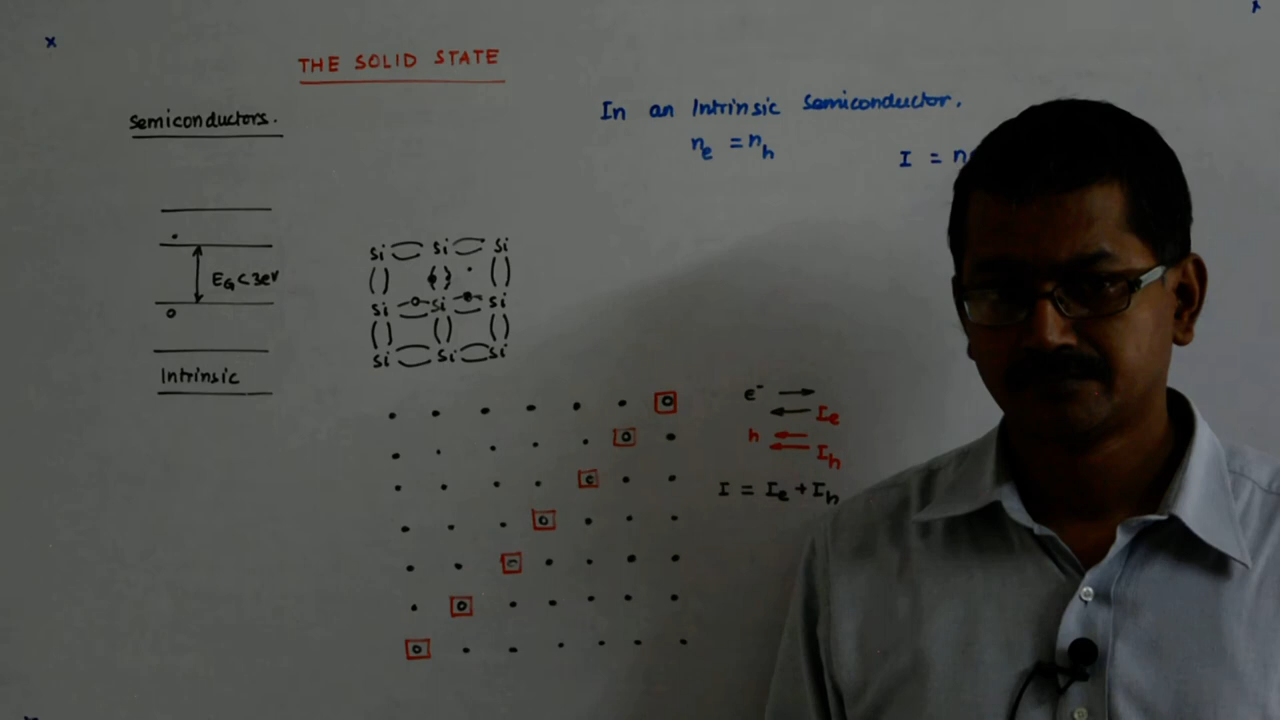 THE SOLID STATE
Semiconductors.
In an Intrinsic Semiconductor.
nₑ = nₕ
I = n
E_G < 3eV
Intrinsic
Si Si Si
Si Si Si
Si Si Si
e⁻ →
← Iₑ
h ←
← Iₕ
I = Iₑ + Iₕ